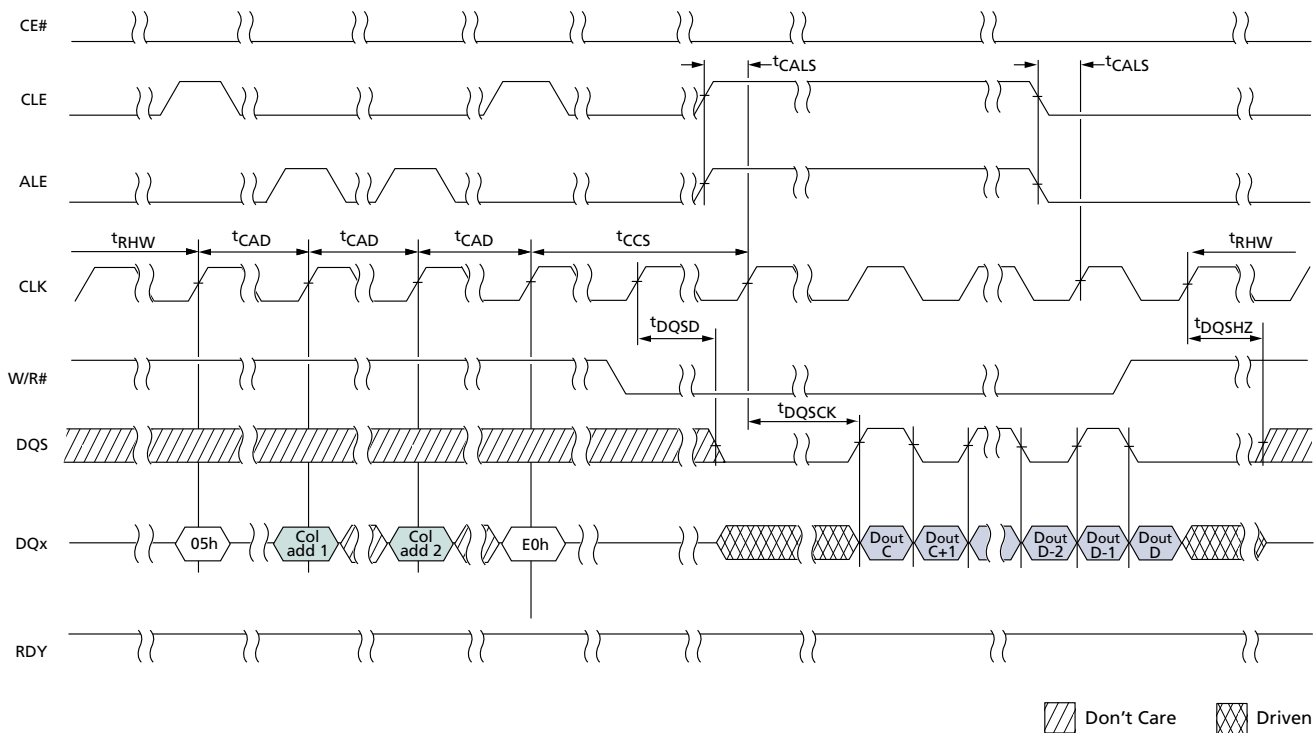 CE#
tCALS
tCALS
CLE
ALE
tRHW
tCAD
tCAD
tCAD
tCCS
tRHW
CLK
tDQSD
tDQSHZ
W/R#
tDQSCK
DQS
DQx
05h
Col
add 1
Col
add 2
E0h
Dout
C
Dout
C+1
Dout
D-2
Dout
D-1
Dout
D
RDY
Don't Care
Driven